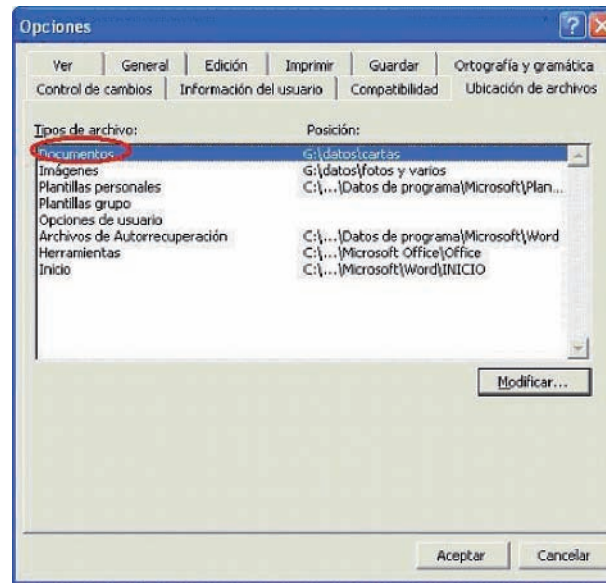 Opciones
Ver General Edición Imprimir Guardar Ortografía y gramática
Control de cambios Información del usuario Compatibilidad Ubicación de archivos
Tipos de archivo: Posición:
Documentos G:\datos\cartas
Imágenes G:\datos\fotos y varios
Plantillas personales C:\...\Datos de programa\Microsoft\Plan...
Plantillas grupo
Opciones de usuario
Archivos de Autorrecuperación C:\...\Datos de programa\Microsoft\Word
Herramientas C:\...\Microsoft Office\Office
Inicio C:\...\Microsoft\Word\INICIO
Modificar...
Aceptar Cancelar